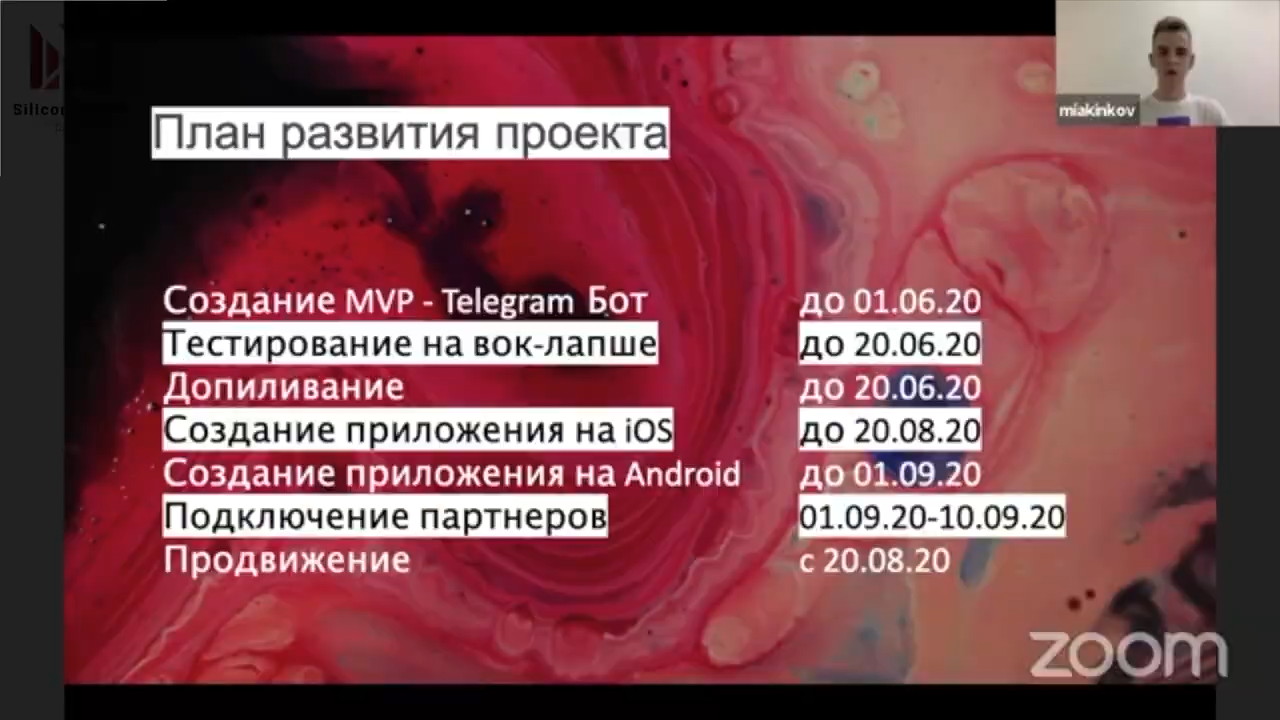 miakinkov
План развития проекта
Создание MVP - Telegram Бот до 01.06.20
Тестирование на вок-лапше до 20.06.20
Допиливание до 20.06.20
Создание приложения на iOS до 20.08.20
Создание приложения на Android до 01.09.20
Подключение партнеров 01.09.20-10.09.20
Продвижение с 20.08.20
zoom